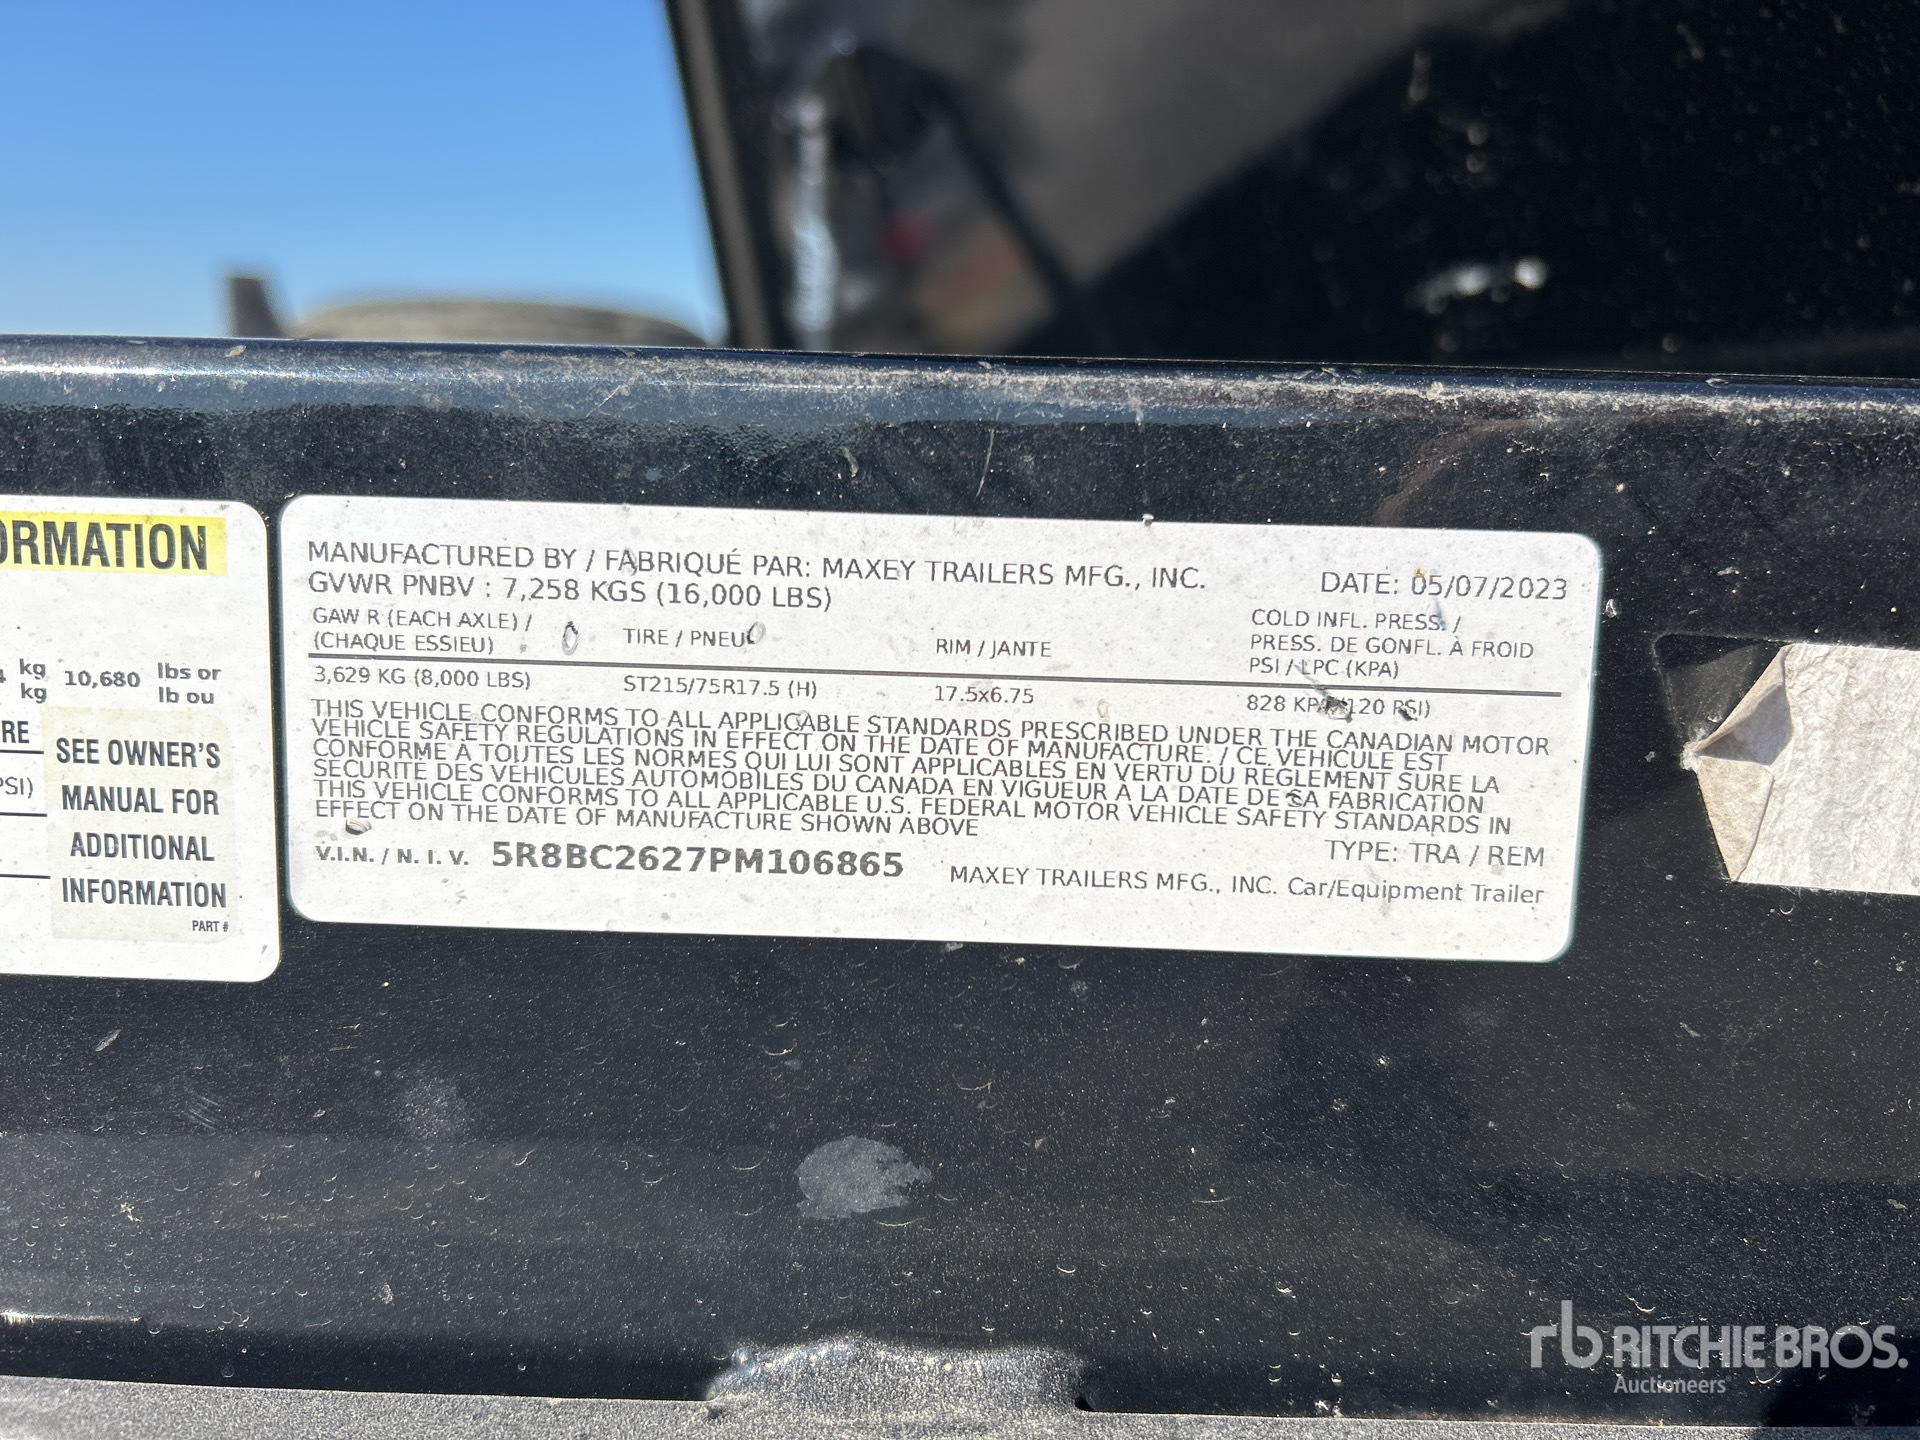 ORMATION
kg 10,680 lbs or
kg lb ou
RE
PSI)
SEE OWNER'S
MANUAL FOR
ADDITIONAL
INFORMATION
PART #
MANUFACTURED BY / FABRIQUÉ PAR: MAXEY TRAILERS MFG., INC.
DATE: 05/07/2023
GVWR PNBV : 7,258 KGS (16,000 LBS)
GAW R (EACH AXLE) /
(CHAQUE ESSIEU)
TIRE / PNEU
RIM / JANTE
COLD INFL. PRESS. /
PRESS. DE GONFL. À FROID
PSI / LPC (KPA)
3,629 KG (8,000 LBS) ST215/75R17.5 (H) 17.5x6.75 828 KPA (120 PSI)
THIS VEHICLE CONFORMS TO ALL APPLICABLE STANDARDS PRESCRIBED UNDER THE CANADIAN MOTOR
VEHICLE SAFETY REGULATIONS IN EFFECT ON THE DATE OF MANUFACTURE. / CE VEHICULE EST
CONFORME A TOUTES LES NORMES QUI LUI SONT APPLICABLES EN VERTU DU REGLEMENT SURE LA
SECURITE DES VEHICULES AUTOMOBILES DU CANADA EN VIGUEUR A LA DATE DE SA FABRICATION
THIS VEHICLE CONFORMS TO ALL APPLICABLE U.S. FEDERAL MOTOR VEHICLE SAFETY STANDARDS IN
EFFECT ON THE DATE OF MANUFACTURE SHOWN ABOVE
V.I.N. / N. I. V. 5R8BC2627PM106865
TYPE: TRA / REM
MAXEY TRAILERS MFG., INC. Car/Equipment Trailer
rb RITCHIE BROS.
Auctioneers